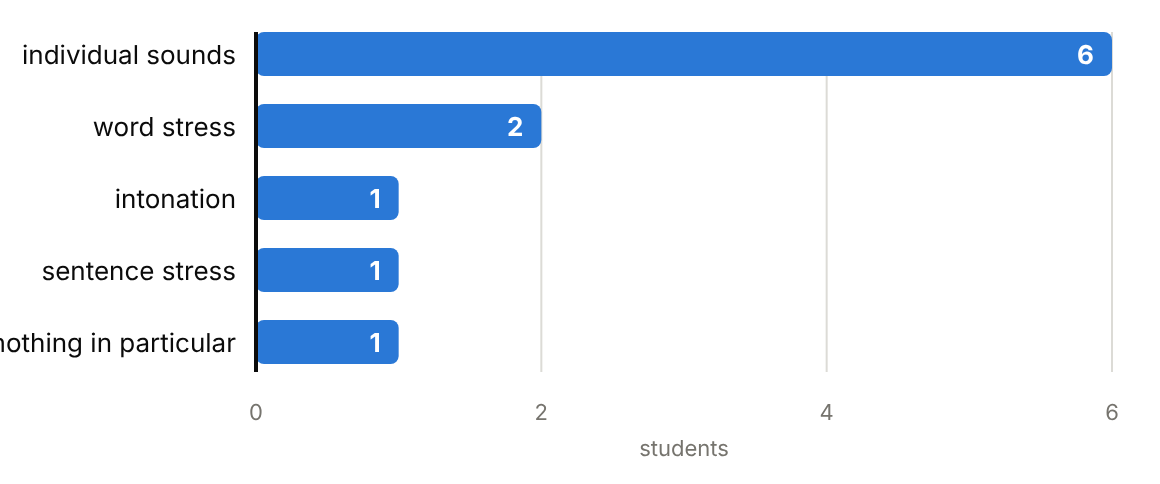 individual sounds 6
word stress 2
intonation 1
sentence stress 1
nothing in particular 1
0 2 4 6
students